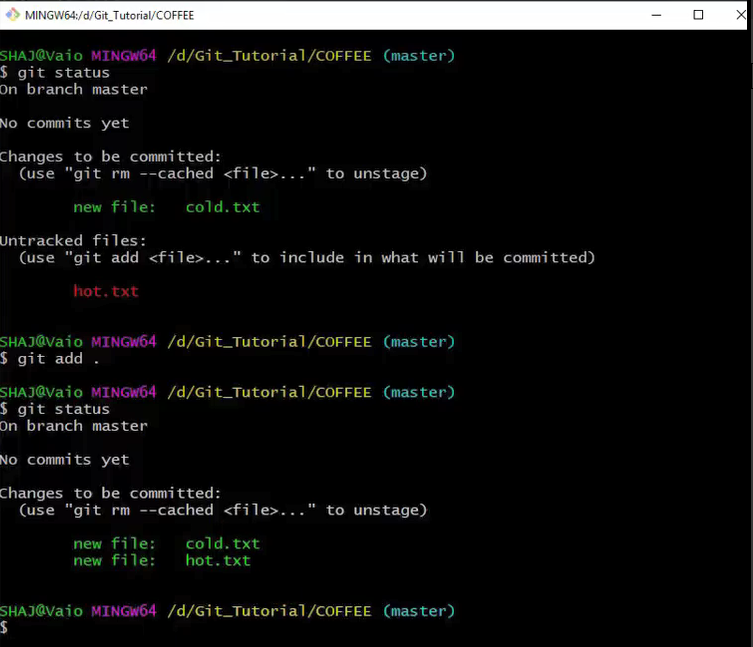 MINGW64:/d/Git_Tutorial/COFFEE
SHAJ@Vaio MINGW64 /d/Git_Tutorial/COFFEE (master)
$ git status
On branch master
No commits yet
Changes to be committed:
  (use "git rm --cached <file>..." to unstage)
        new file:   cold.txt
Untracked files:
  (use "git add <file>..." to include in what will be committed)
        hot.txt
SHAJ@Vaio MINGW64 /d/Git_Tutorial/COFFEE (master)
$ git add .
SHAJ@Vaio MINGW64 /d/Git_Tutorial/COFFEE (master)
$ git status
On branch master
No commits yet
Changes to be committed:
  (use "git rm --cached <file>..." to unstage)
        new file:   cold.txt
        new file:   hot.txt
SHAJ@Vaio MINGW64 /d/Git_Tutorial/COFFEE (master)
$